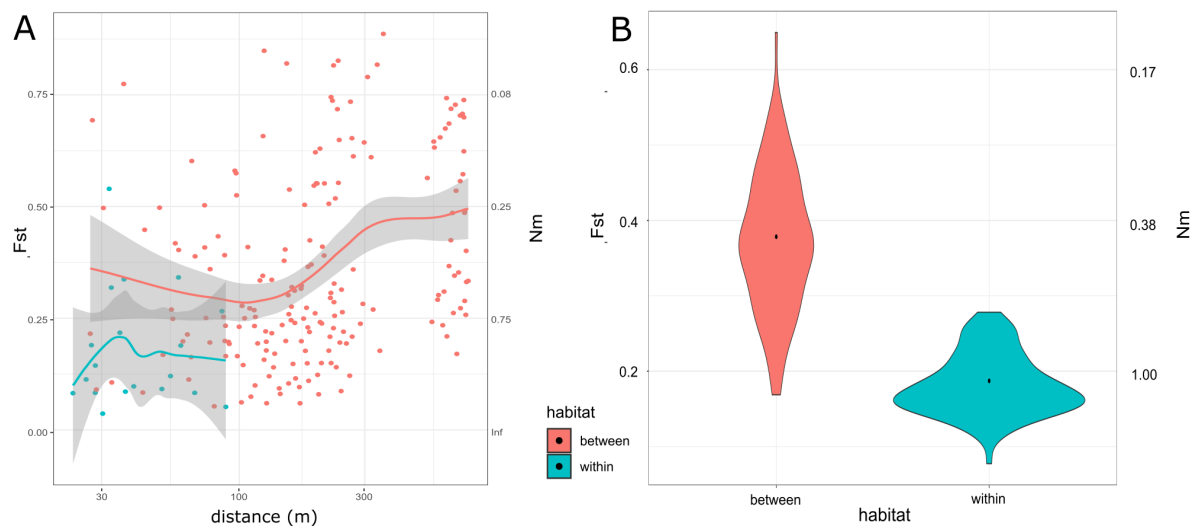 A
0.75
0.50
0.25
0.00
Fst
30
100
300
distance (m)
0.08
0.25
0.75
Inf
Nm
habitat
between
within
B
0.6
0.4
0.2
Fst
between
within
habitat
0.17
0.38
1.00
Nm